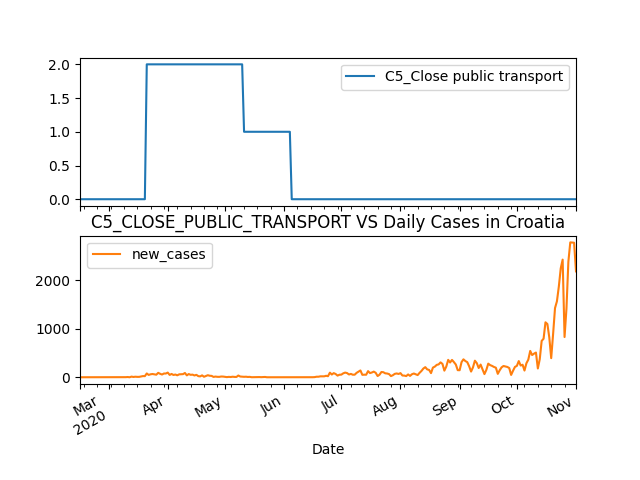 2.0
1.5
1.0
0.5
0.0
C5_Close public transport
C5_CLOSE_PUBLIC_TRANSPORT VS Daily Cases in Croatia
2000
1000
0
new_cases
Mar
2020
Apr
May
Jun
Jul
Aug
Sep
Oct
Nov
Date